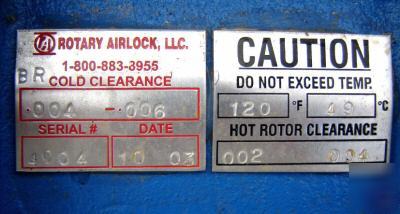 ROTARY AIRLOCK, LLC.
1-800-883-3955
BR
COLD CLEARANCE
.004 - .006
SERIAL # DATE
4004 10 03
CAUTION
DO NOT EXCEED TEMP.
120 °F 49 °C
HOT ROTOR CLEARANCE
002 004